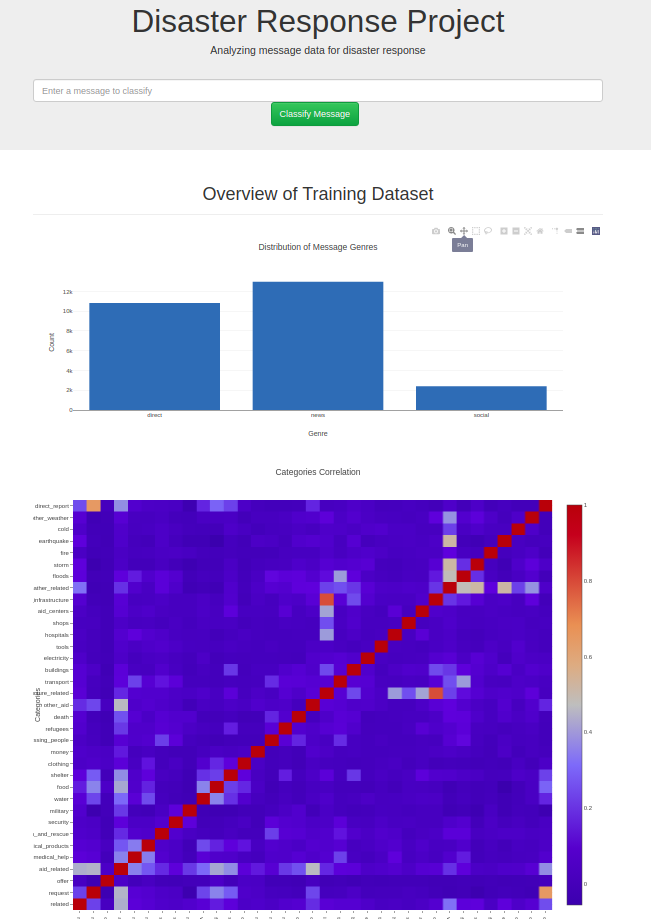 Disaster Response Project
Analyzing message data for disaster response
Enter a message to classify
Classify Message
Overview of Training Dataset
Pan
Distribution of Message Genres
12k
10k
8k
6k
4k
2k
0
Count
direct
news
social
Genre
Categories Correlation
Categories
direct_report
ther_weather
cold
earthquake
fire
storm
floods
ather_related
infrastructure
aid_centers
shops
hospitals
tools
electricity
buildings
transport
ture_related
other_aid
death
refugees
ssing_people
money
clothing
shelter
food
water
military
security
_and_rescue
ical_products
medical_help
aid_related
offer
request
related
1
0.8
0.6
0.4
0.2
0